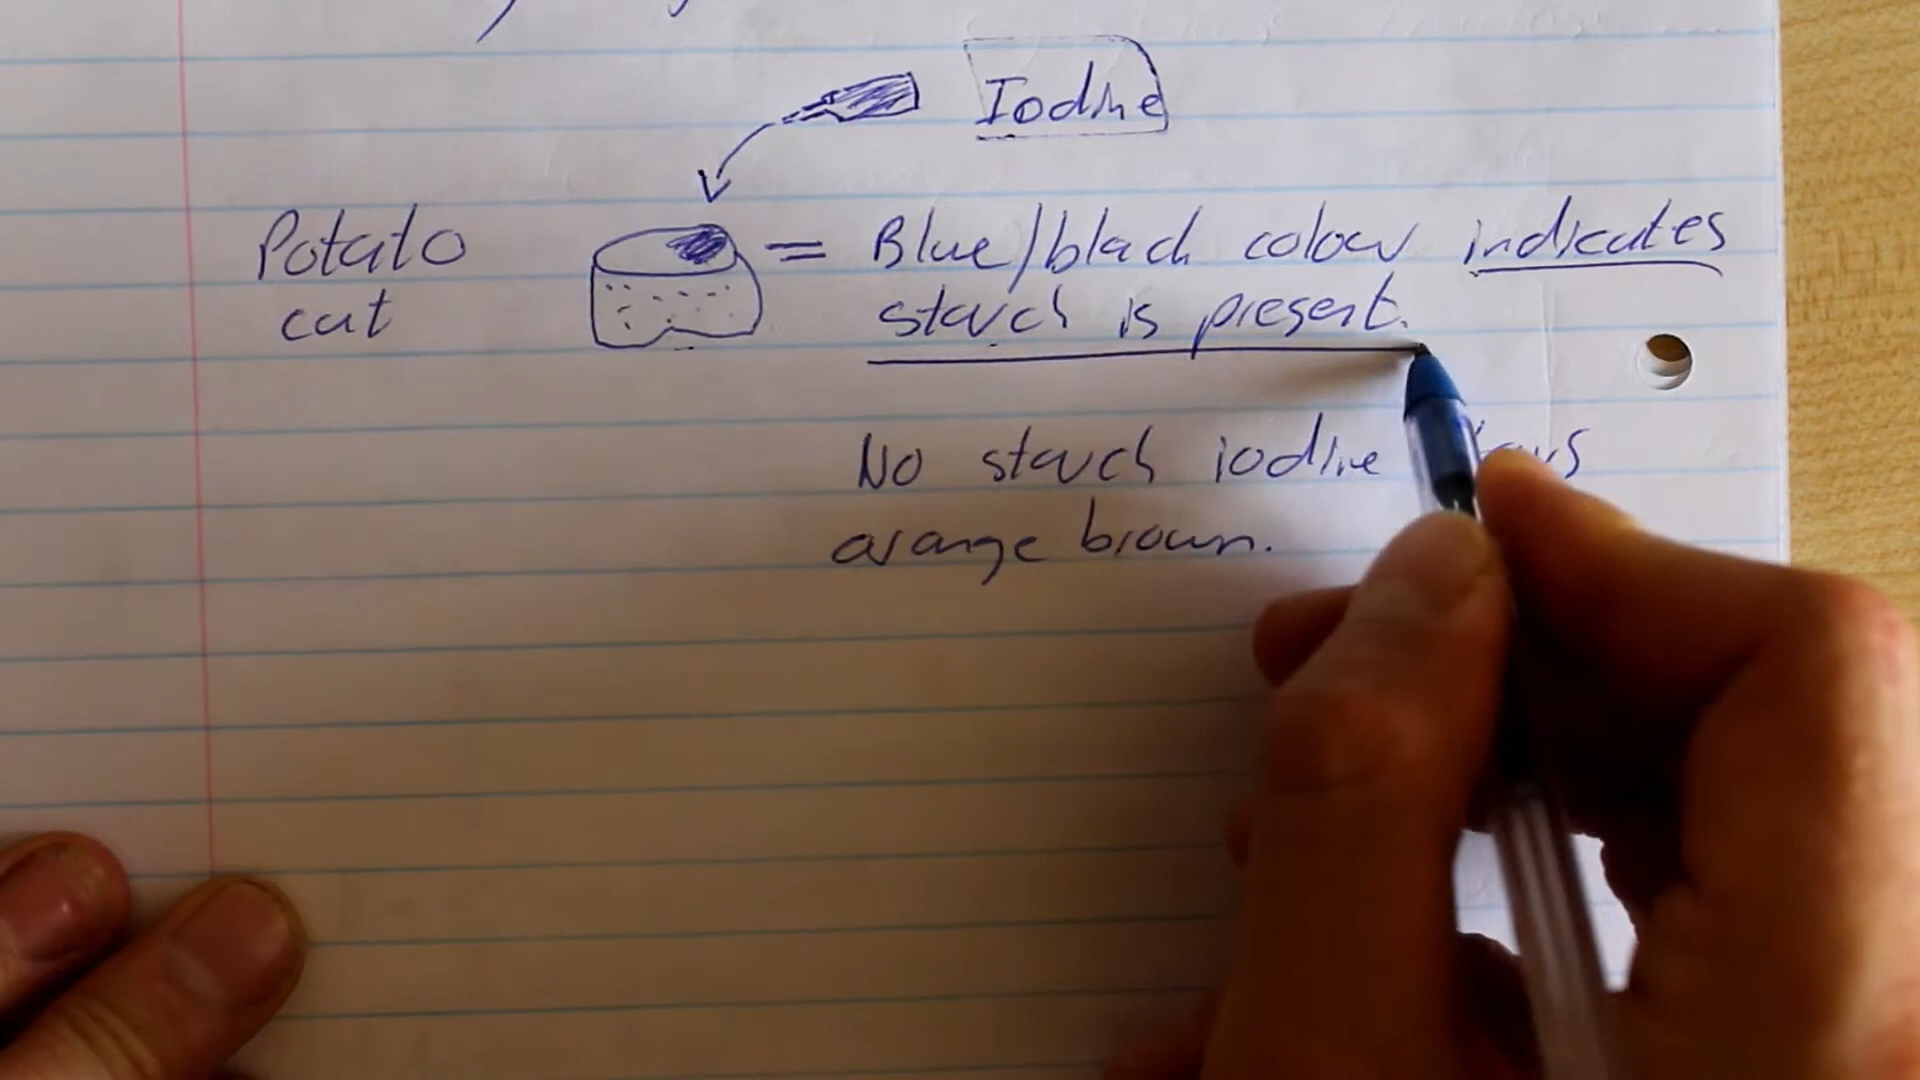 Iodine
Potato
cut
= Blue/black colour indicates
starch is present.
No starch iodine
orange brown.